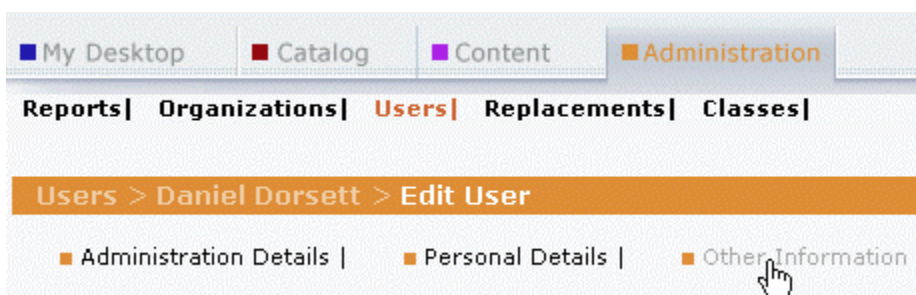 My Desktop Catalog Content Administration
Reports| Organizations| Users| Replacements| Classes|
Users > Daniel Dorsett > Edit User
Administration Details | Personal Details | Other Information